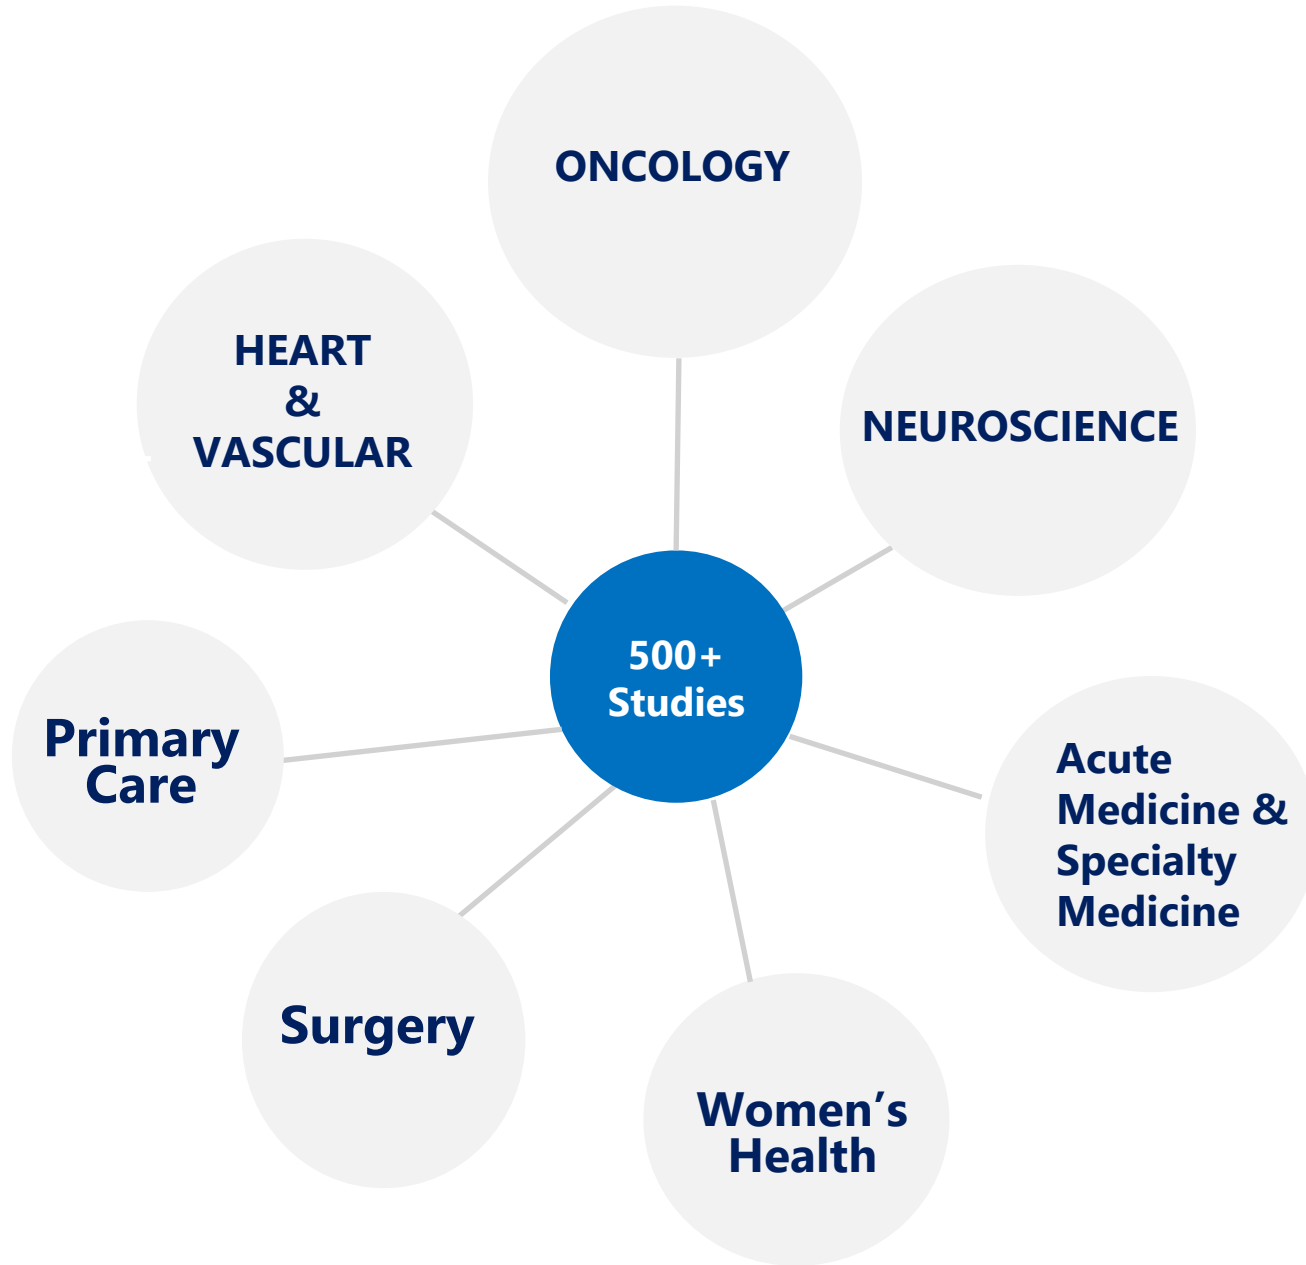 ONCOLOGY
HEART
&
VASCULAR
NEUROSCIENCE
500+
Studies
Primary
Care
Acute
Medicine &
Specialty
Medicine
Surgery
Women’s
Health